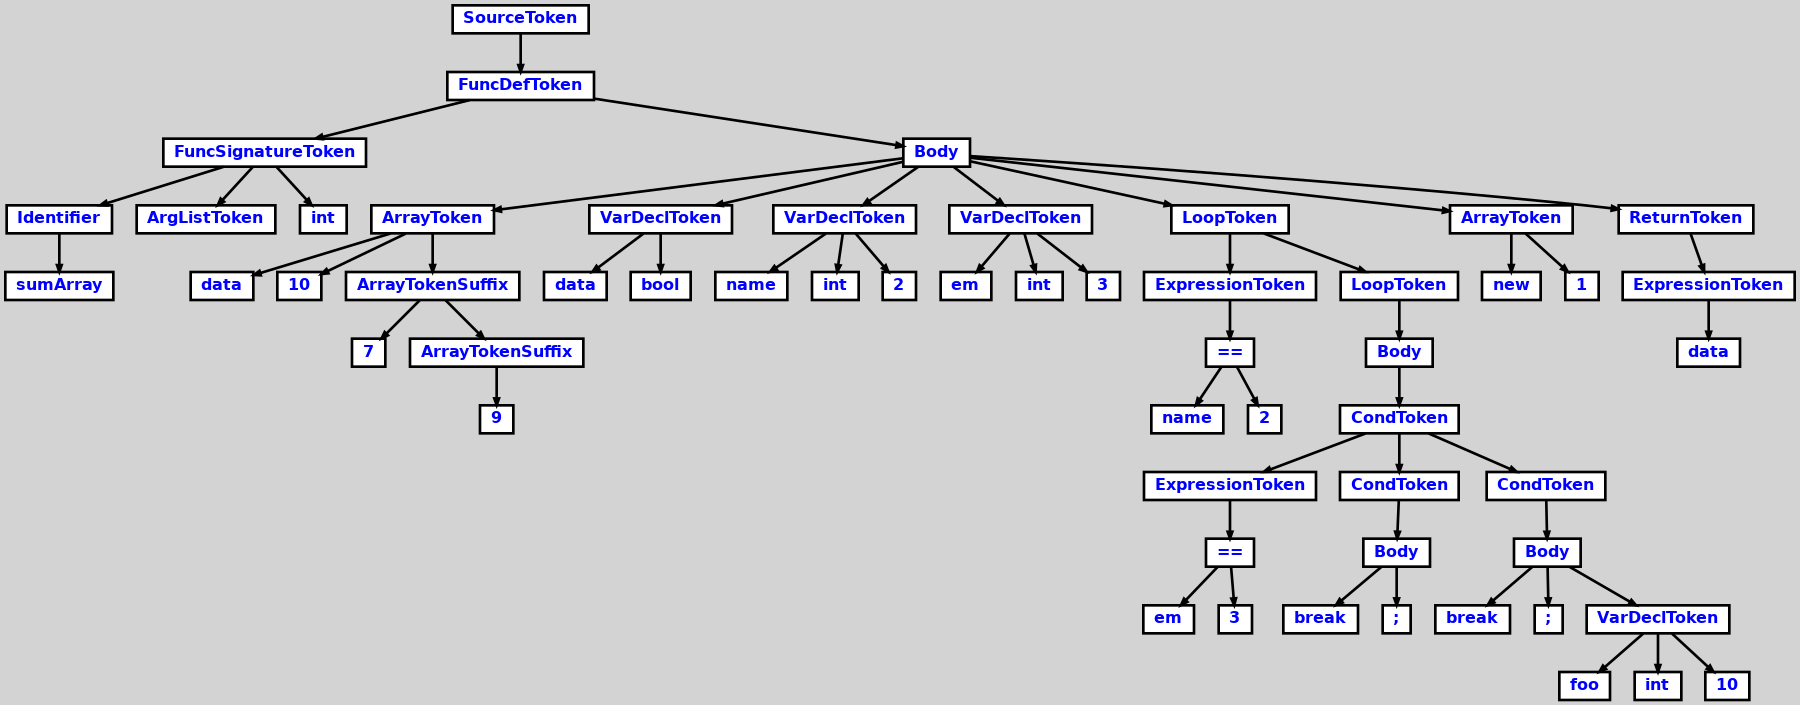 SourceToken
FuncDefToken
FuncSignatureToken Body
Identifier ArgListToken int ArrayToken VarDeclToken VarDeclToken VarDeclToken LoopToken ArrayToken ReturnToken
sumArray data 10 ArrayTokenSuffix data bool name int 2 em int 3 ExpressionToken LoopToken new 1 ExpressionToken
7 ArrayTokenSuffix == Body data
9 name 2 CondToken
ExpressionToken CondToken CondToken
== Body Body
em 3 break ; break ; VarDeclToken
foo int 10